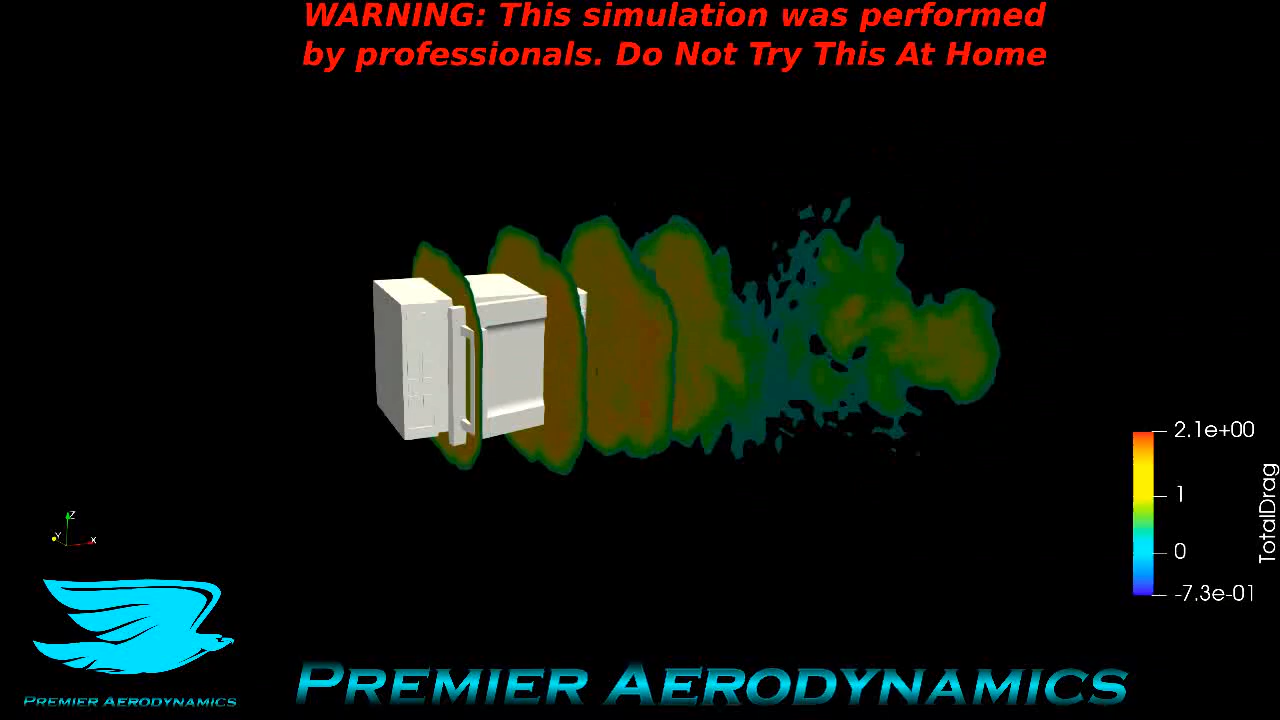 WARNING: This simulation was performed
by professionals. Do Not Try This At Home
2.1e+00
1
0
-7.3e-01
TotalDrag
Z
Y
X
PREMIER AERODYNAMICS
PREMIER AERODYNAMICS